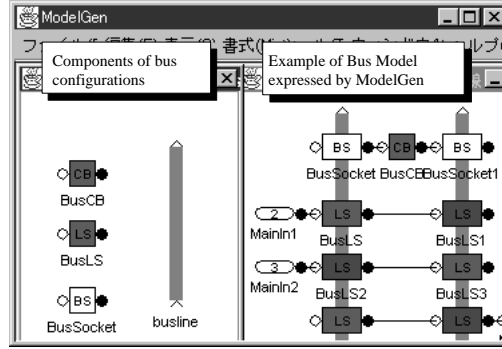 ModelGen
Components of bus
configurations
Example of Bus Model
expressed by ModelGen
CB
BusCB
LS
BusLS
BS
BusSocket
busline
BS
CB
BS
BusSocket
BusSocket1
2
MainIn1
LS
LS
BusLS
BusLS1
3
MainIn2
LS
LS
BusLS2
BusLS3
LS
LS